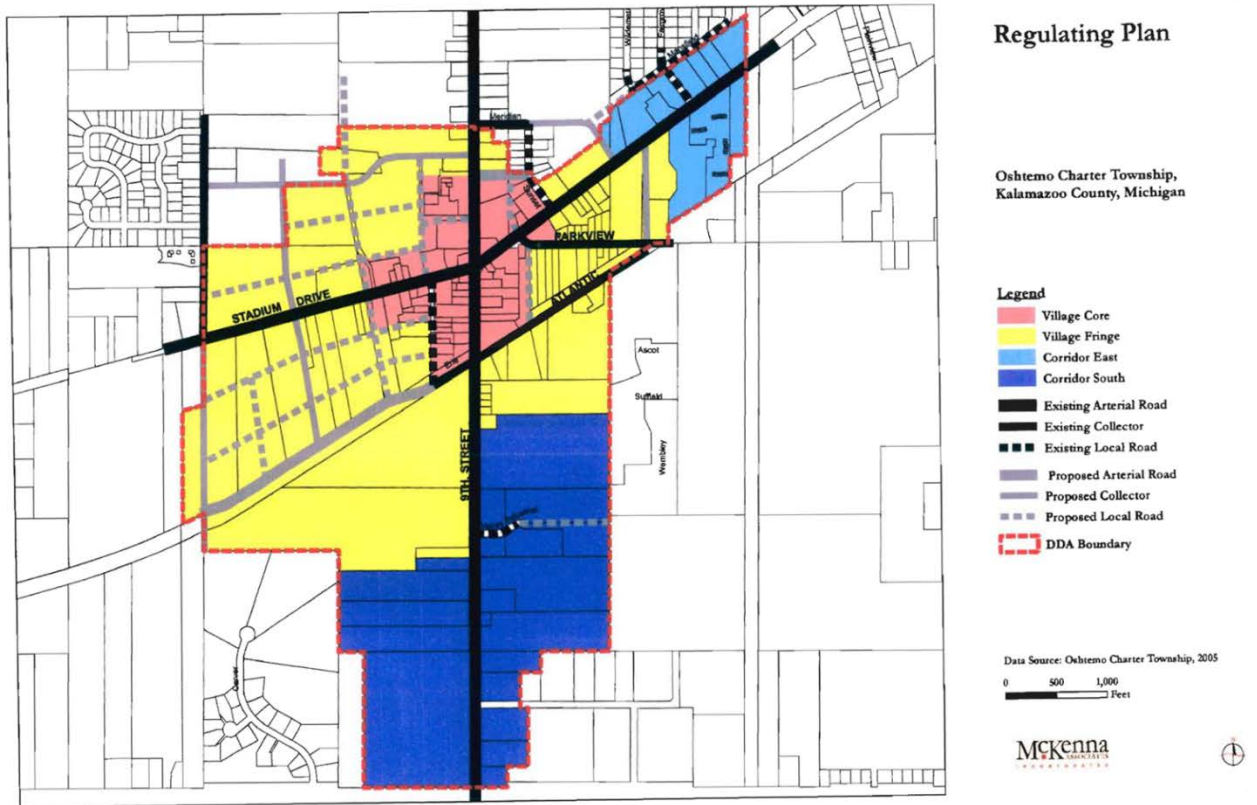 Regulating Plan
Oshtemo Charter Township,
Kalamazoo County, Michigan
Legend
Village Core
Village Fringe
Corridor East
Corridor South
Existing Arterial Road
Existing Collector
Existing Local Road
Proposed Arterial Road
Proposed Collector
Proposed Local Road
DDA Boundary
Data Source: Oshtemo Charter Township, 2005
0 500 1,000
Feet
McKenna
ASSOCIATES
INCORPORATED
N
Meridian
PARKVIEW
ATLANTIC
STADIUM DRIVE
Erie
Ascot
Suffield
Wembley
9TH STREET